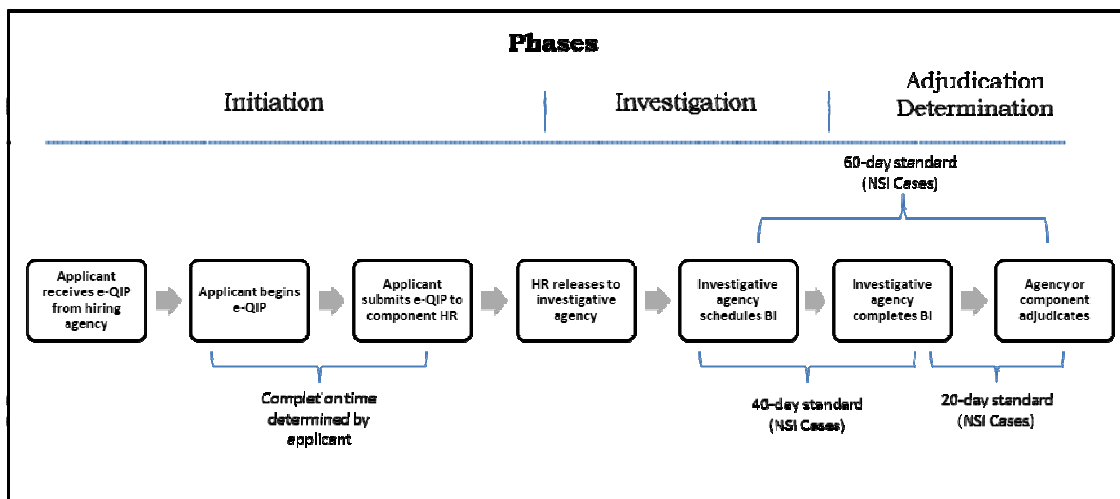 Phases
Initiation
Investigation
Adjudication
Determination
60-day standard
(NSI Cases)
Applicant
receives e-QIP
from hiring
agency
Applicant begins
e-QIP
Applicant
submits e-QIP to
component HR
HR releases to
investigative
agency
Investigative
agency
schedules BI
Investigative
agency
completes BI
Agency or
component
adjudicates
Completion time
determined by
applicant
40-day standard
(NSI Cases)
20-day standard
(NSI Cases)